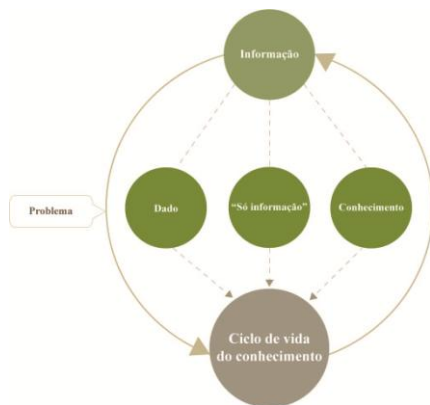 Informação
Problema
Dado
“Só informação”
Conhecimento
Ciclo de vida
do conhecimento